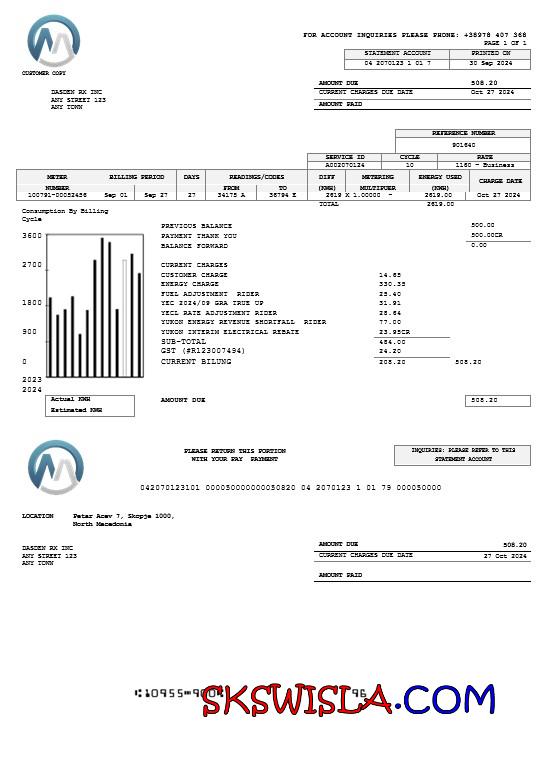 FOR ACCOUNT INQUIRIES PLEASE PHONE: +38978 407 368
PAGE 1 OF 1
STATEMENT ACCOUNT PRINTED ON
04 2070123 1 01 7 30 Sep 2024
CUSTOMER COPY
AMOUNT DUE 508.20
CURRENT CHARGES DUE DATE Oct 27 2024
AMOUNT PAID
DASDEN RX INC
ANY STREET 123
ANY TOWN
REFERENCE NUMBER
901640
SERVICE ID CYCLE RATE
A002070124 10 1160 - Business
METER NUMBER BILLING PERIOD DAYS READINGS/CODES FROM TO DIFF (KWH) METERING MULTIPUER ENERGY USED (KWH) CHARGE DATE
100791-00052456 Sep 01 Sep 27 27 34175 A 36794 E 2619 X 1.00000 - 2619.00 Oct 27 2024
TOTAL 2619.00
Consumption By Billing
Cycle
3600
2700
1800
900
0
2023
2024
Actual KWH
Estimated KWH
PREVIOUS BALANCE 500.00
PAYMENT THANK YOU 500.00CR
BALANCE FORWARD 0.00
CURRENT CHARGES
CUSTOMER CHARGE 14.65
ENERGY CHARGE 330.35
FUEL ADJUSTMENT RIDER 25.40
YEC 2024/09 GRA TRUE UP 31.91
YECL RATE ADJUSTMENT RIDER 28.64
YUKON ENERGY REVENUE SHORTFALL RIDER 77.00
YUKON INTERIM ELECTRICAL REBATE 23.95CR
SUB-TOTAL 484.00
GST (#R123007494) 24.20
CURRENT BILUNG 208.20 508.20
AMOUNT DUE 508.20
PLEASE RETURN THIS PORTION
WITH YOUR PAY PAYMENT
INQUIRIES: PLEASE REFER TO THIS
STATEMENT ACCOUNT
042070123101 000050000000050820 04 2070123 1 01 79 000050000
LOCATION Petar Acev 7, Skopje 1000,
North Macedonia
DASDEN RX INC
ANY STREET 123
ANY TOWN
AMOUNT DUE 508.20
CURRENT CHARGES DUE DATE 27 Oct 2024
AMOUNT PAID
SKSWISLA.COM